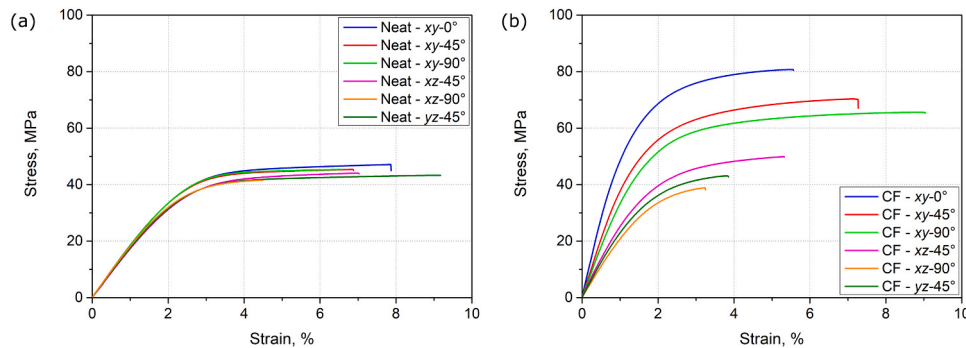 (a)
100
80
60
40
20
0
Stress, MPa
0 2 4 6 8 10
Strain, %
Neat - xy-0°
Neat - xy-45°
Neat - xy-90°
Neat - xz-45°
Neat - xz-90°
Neat - yz-45°
(b)
100
80
60
40
20
0
Stress, MPa
0 2 4 6 8 10
Strain, %
CF - xy-0°
CF - xy-45°
CF - xy-90°
CF - xz-45°
CF - xz-90°
CF - yz-45°